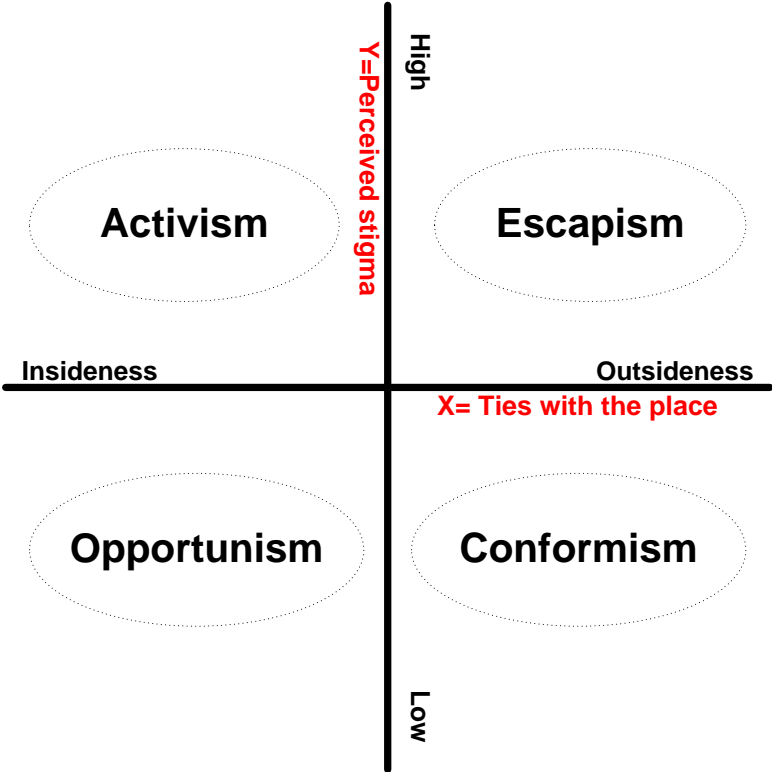 High
Y=Perceived stigma
Activism
Escapism
Insideness
Outsideness
X= Ties with the place
Opportunism
Conformism
Low